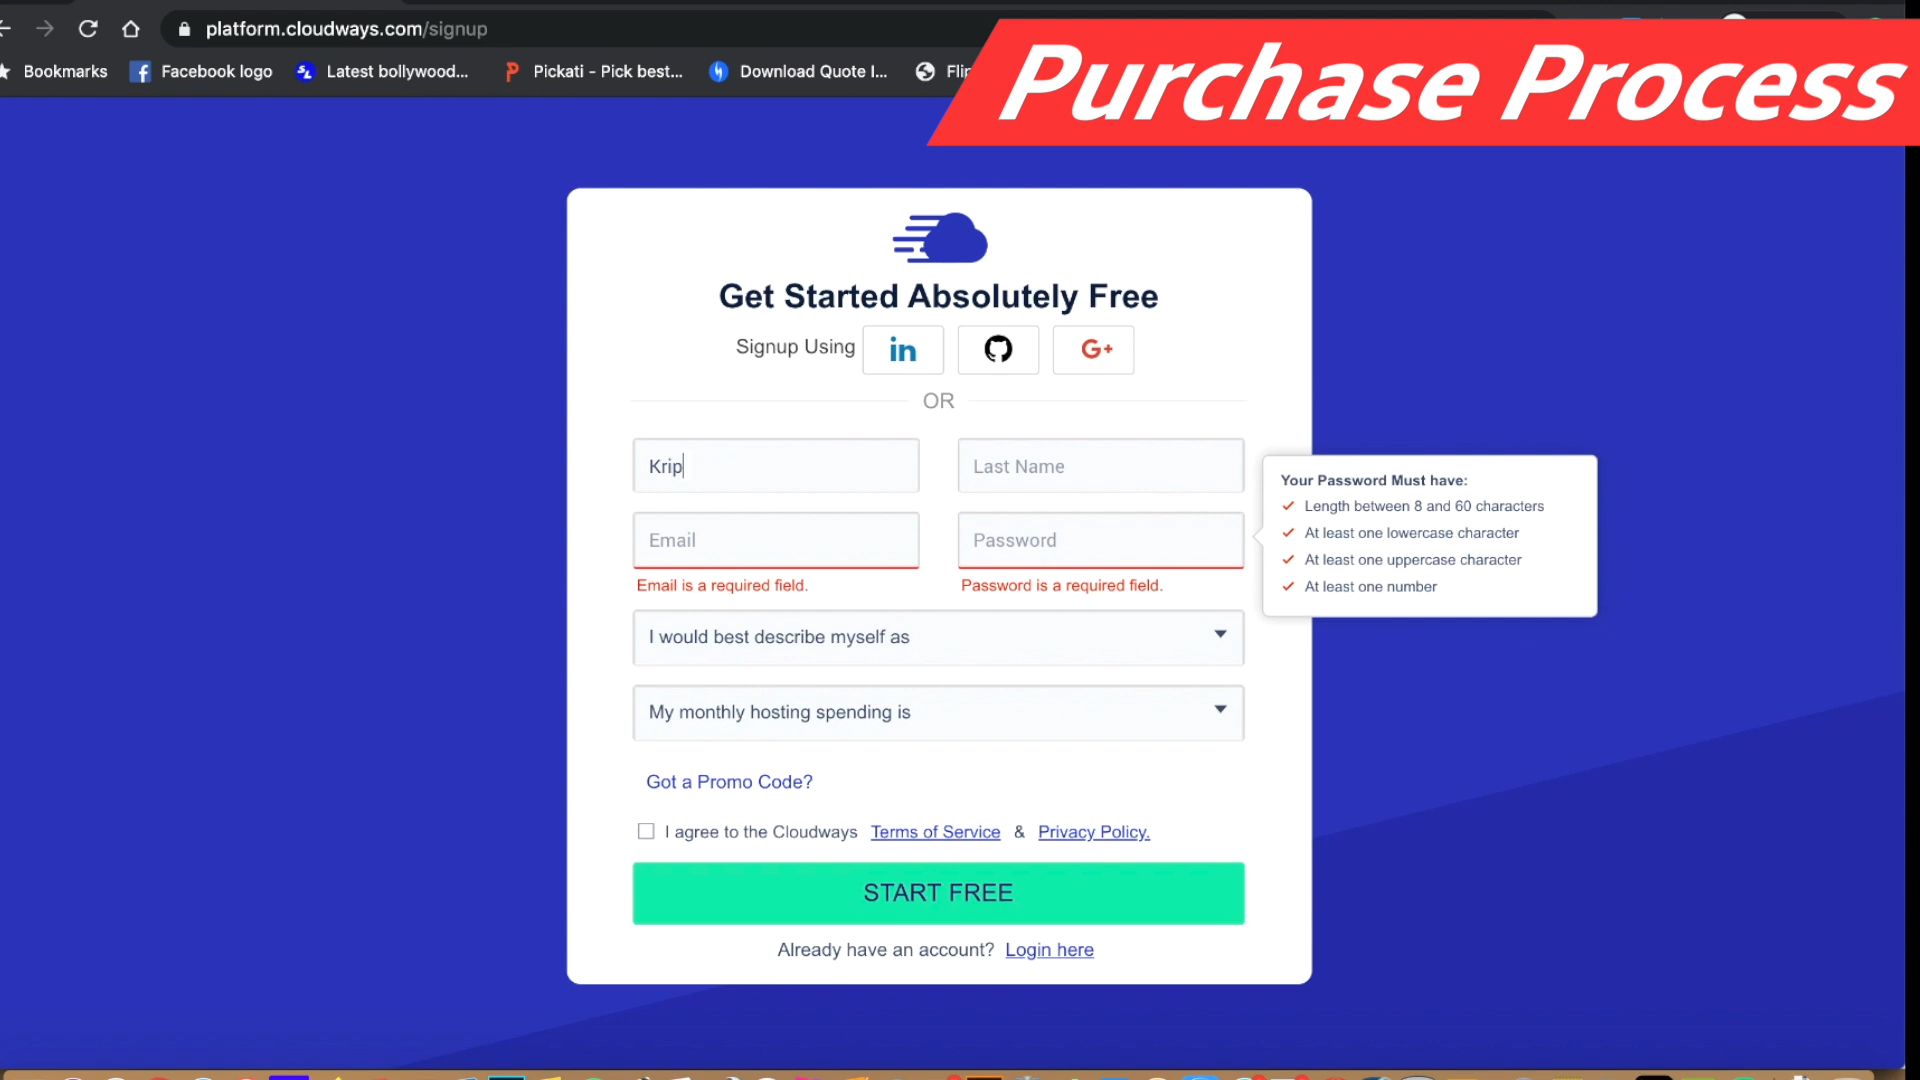 platform.cloudways.com/signup
Bookmarks Facebook logo Latest bollywood... Pickati - Pick best... Download Quote I...
Purchase Process
Get Started Absolutely Free
Signup Using in G+
OR
Krip Last Name
Email Password
Email is a required field. Password is a required field.
Your Password Must have:
Length between 8 and 60 characters
At least one lowercase character
At least one uppercase character
At least one number
I would best describe myself as
My monthly hosting spending is
Got a Promo Code?
I agree to the Cloudways Terms of Service & Privacy Policy.
START FREE
Already have an account? Login here